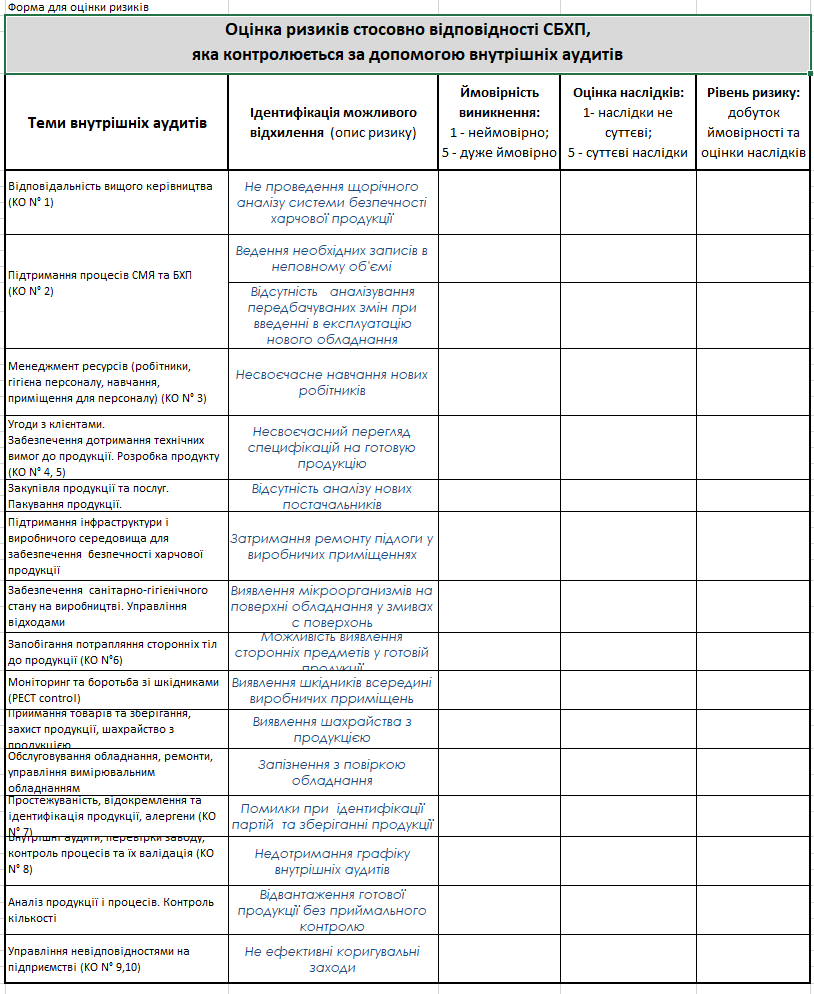 Форма для оцінки ризиків
Оцінка ризиків стосовно відповідності СБХП,
яка контролюється за допомогою внутрішніх аудитів
Теми внутрішніх аудитів
Ідентифікація можливого
відхилення (опис ризику)
Ймовірність
виникнення:
1 - неймовірно;
5 - дуже ймовірно
Оцінка наслідків:
1- наслідки не
суттєві;
5 - суттєві наслідки
Рівень ризику:
добуток
ймовірності та
оцінки наслідків
Відповідальність вищого керівництва
(КО N° 1)
Не проведення щорічного
аналізу системи безпечності
харчової продукції
Підтримання процесів СМЯ та БХП
(КО N° 2)
Ведення необхідних записів в
неповному об'ємі
Відсутність аналізування
передбачуваних змін при
введенні в експлуатацію
нового обладнання
Менеджмент ресурсів (робітники,
гігієна персоналу, навчання,
приміщення для персоналу) (КО N° 3)
Несвоєчасне навчання нових
робітників
Угоди з клієнтами.
Забезпечення дотримання технічних
вимог до продукції. Розробка продукту
(КО N° 4, 5)
Несвоєчасний перегляд
специфікацій на готову
продукцію
Закупівля продукції та послуг.
Пакування продукції.
Відсутність аналізу нових
постачальників
Підтримання інфраструктури і
виробничого середовища для
забезпечення безпечності харчової
продукції
Затримання ремонту підлоги у
виробничих приміщеннях
Забезпечення санітарно-гігієнічного
стану на виробництві. Управління
відходами
Виявлення мікроорганізмів на
поверхні обладнання у змивах
с поверхонь
Запобігання потрапляння сторонніх тіл
до продукції (КО N°6)
Можливість виявлення
сторонніх предметів у готовій
продукції
Моніторинг та боротьба зі шкідниками
(РЕСТ control)
Виявлення шкідників всередині
виробничих прриміщень
Приймання товарів та зберігання,
захист продукції, шахрайство з
продукцією
Виявлення шахрайства з
продукцією
Обслуговування обладнання, ремонти,
управління вимірювальним
обладнанням
Запізнення з повіркою
обладнання
Простежуваність, відокремлення та
ідентифікація продукції, алергени (КО
N° 7)
Помилки при ідентифікації
партій та зберіганні продукції
Внутрішні аудити, перевірки заводу,
контроль процесів та їх валідація (КО
N° 8)
Недотримання графіку
внутрішніх аудитів
Аналіз продукції і процесів. Контроль
кількості
Відвантаження готової
продукції без приймального
контролю
Управління невідповідностями на
підприємстві (КО N° 9,10)
Не ефективні коригувальні
заходи